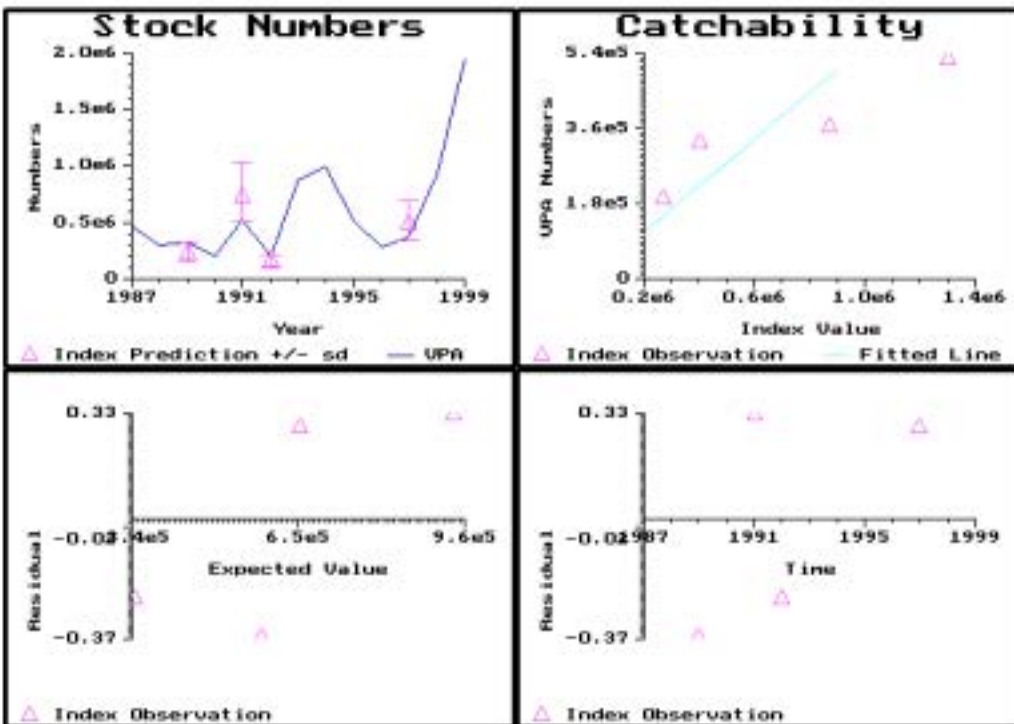 Stock Numbers
2.0e6
1.5e6
1.0e6
0.5e6
0
Numbers
1987 1991 1995 1999
Year
Index Prediction +/- sd VPA
Catchability
5.4e5
3.6e5
1.8e5
0
VPA Numbers
0.2e6 0.6e6 1.0e6 1.4e6
Index Value
Index Observation Fitted Line
0.33
-0.37
Residual
6.5e5 9.6e5
Expected Value
Index Observation
0.33
-0.37
Residual
1987 1991 1995 1999
Time
Index Observation